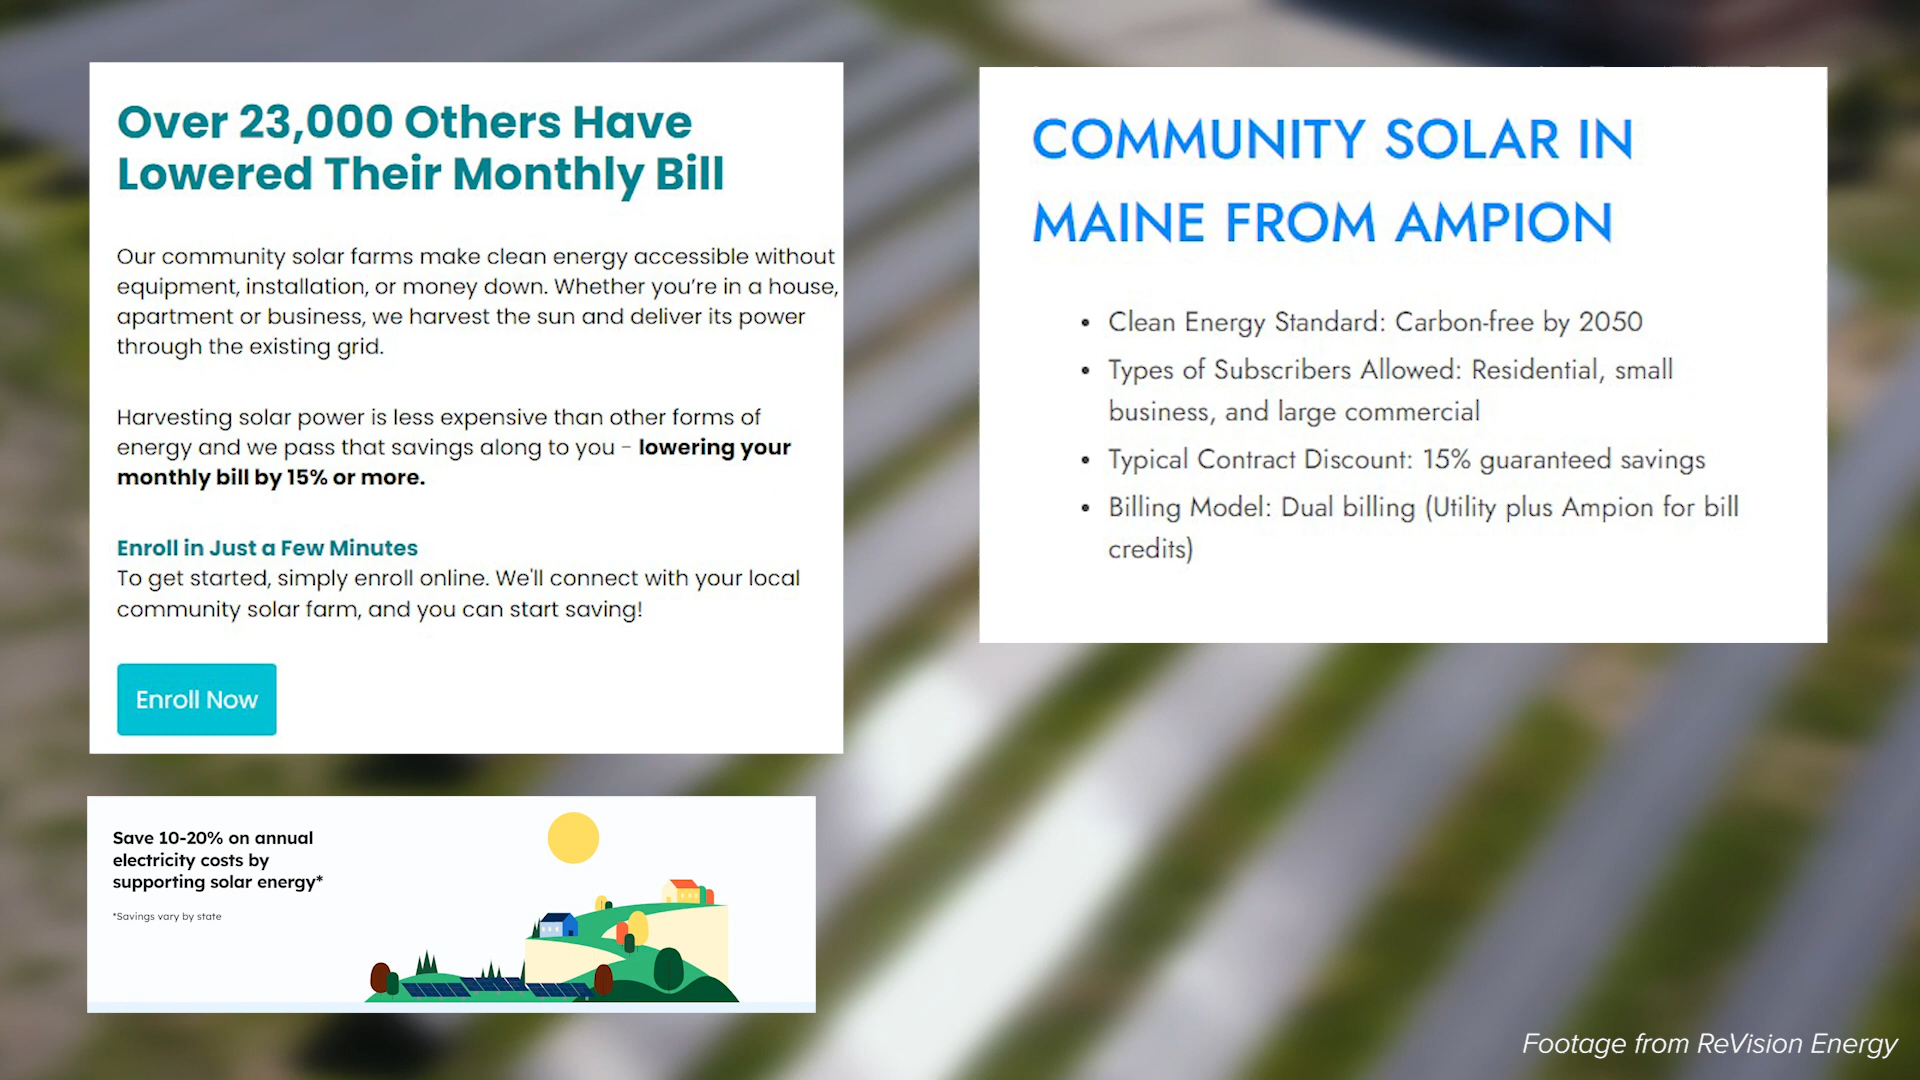 Over 23,000 Others Have
Lowered Their Monthly Bill
Our community solar farms make clean energy accessible without
equipment, installation, or money down. Whether you're in a house,
apartment or business, we harvest the sun and deliver its power
through the existing grid.
Harvesting solar power is less expensive than other forms of
energy and we pass that savings along to you - lowering your
monthly bill by 15% or more.
Enroll in Just a Few Minutes
To get started, simply enroll online. We'll connect with your local
community solar farm, and you can start saving!
Enroll Now
COMMUNITY SOLAR IN
MAINE FROM AMPION
• Clean Energy Standard: Carbon-free by 2050
• Types of Subscribers Allowed: Residential, small
business, and large commercial
• Typical Contract Discount: 15% guaranteed savings
• Billing Model: Dual billing (Utility plus Ampion for bill
credits)
Save 10-20% on annual
electricity costs by
supporting solar energy*
*Savings vary by state
Footage from ReVision Energy